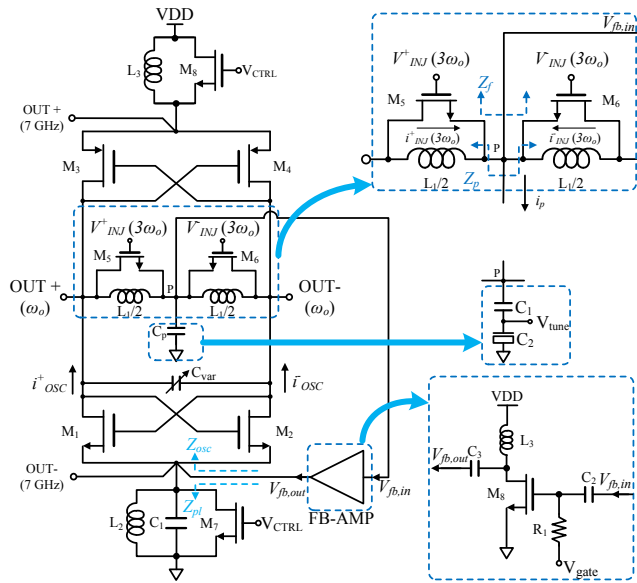 VDD
L3
M8
VCTRL
OUT +
(7 GHz)
M3
M4
V+INJ (3ωo)
V-INJ (3ωo)
M5
M6
P
OUT +
(ωo)
L1/2
L1/2
OUT-
(ωo)
Cp
i+OSC
i-OSC
Cvar
M1
M2
OUT-
(7 GHz)
Zosc
Zpl
Vfb,out
Vfb,in
FB-AMP
L2
C1
M7
VCTRL
Vfb,in
V+INJ (3ωo)
V-INJ (3ωo)
Zf
M5
M6
i+INJ (3ωo)
P
i-INJ (3ωo)
Zp
L1/2
L1/2
ip
P
C1
Vtune
C2
VDD
L3
Vfb,out
C3
M8
C2
Vfb,in
R1
Vgate